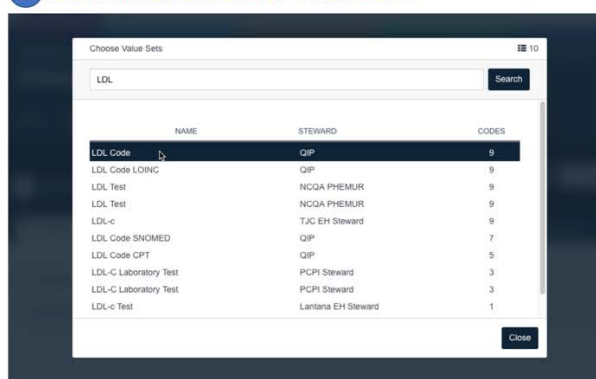 Choose Value Sets 10
LDL Search
NAME STEWARD CODES
LDL Code QIP 9
LDL Code LOINC QIP 9
LDL Test NCQA PHEMUR 9
LDL Test NCQA PHEMUR 9
LDL-c TJC EH Steward 9
LDL Code SNOMED QIP 7
LDL Code CPT QIP 5
LDL-C Laboratory Test PCPI Steward 3
LDL-C Laboratory Test PCPI Steward 3
LDL-c Test Lantana EH Steward 1
Close